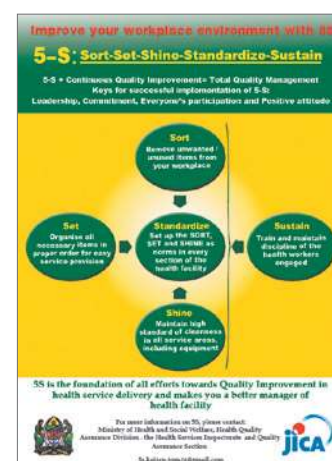 Improve your workplace environment with 5S
5-S: Sort-Set-Shine-Standardize-Sustain
5-S + Continuous Quality Improvement= Total Quality Management
Keys for successful implementation of 5-S:
Leadership, Commitment, Everyone's participation and Positive attitude
Sort
Remove unwanted /
unused items from
your workplace
Set
Organise all
necessary items in
proper order for easy
service provision
Standardize
Set up the SORT,
SET and SHINE as
norms in every
section of the
health facility
Sustain
Train and maintain
discipline of the
health workers
engaged
Shine
Maintain high
standard of cleanness
in all service areas,
including equipment
5S is the foundation of all efforts towards Quality Improvement in
health service delivery and makes you a better manager of
health facility
For more information on 5S, please contact:
Ministry of Health and Social Welfare, Health Quality
Assurance Division - the Health Services Inspectorate and Quality
Assurance Section
jica